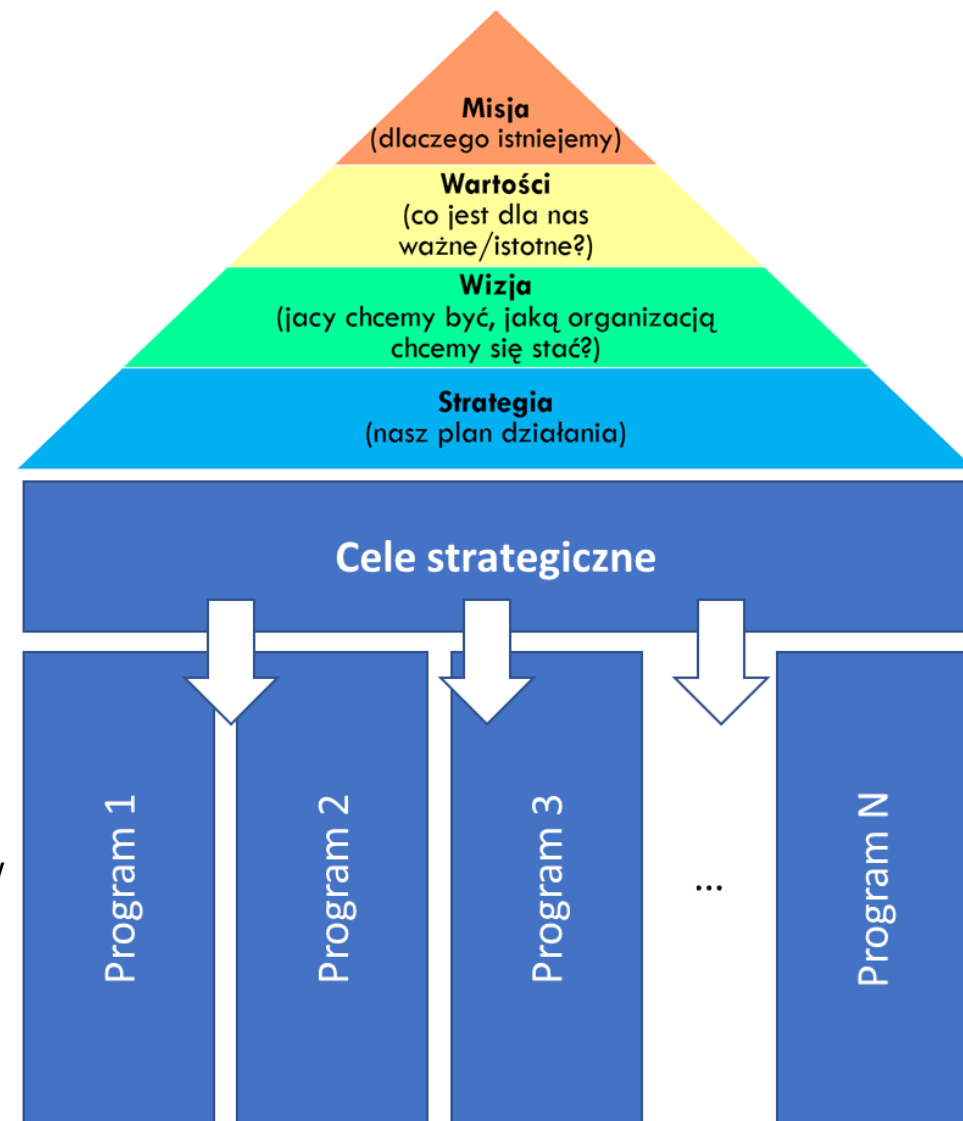 Misja
(dlaczego istniejemy)
Wartości
(co jest dla nas
ważne/istotne?)
Wizja
(jacy chcemy być, jaką organizacją
chcemy się stać?)
Strategia
(nasz plan działania)
Cele strategiczne
Program 1
Program 2
Program 3
...
Program N